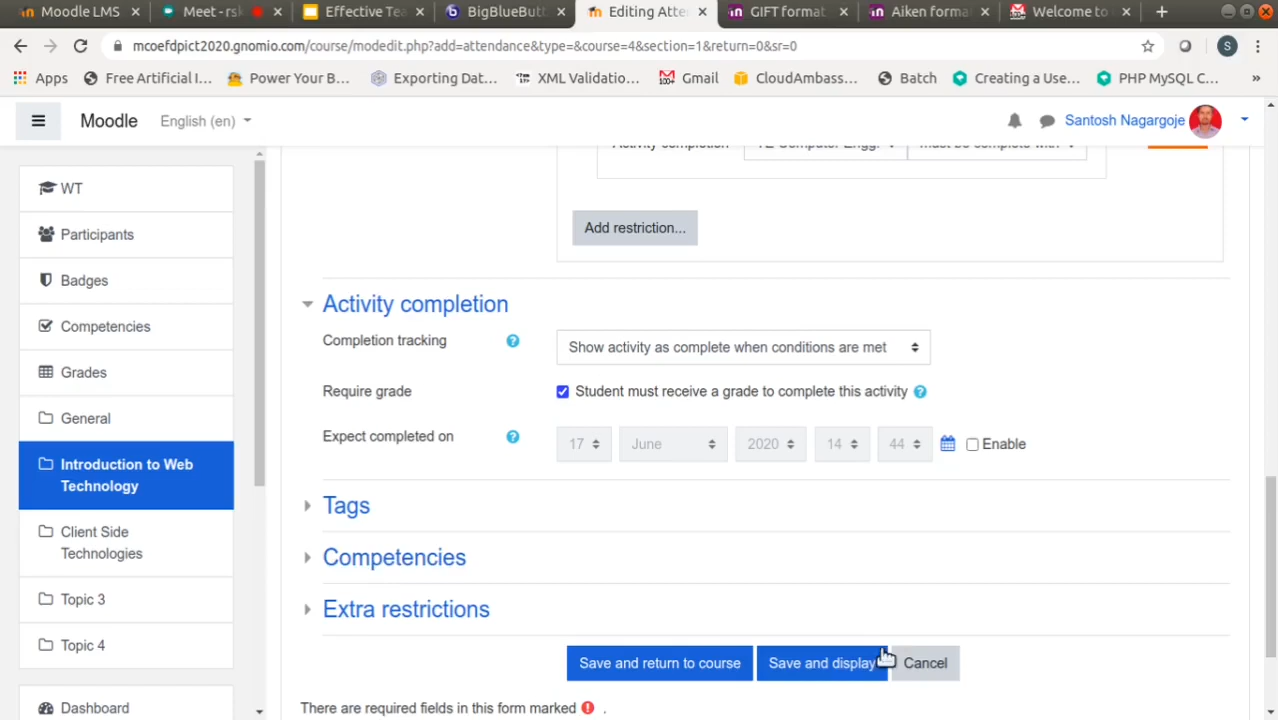 Moodle LMS
Meet - rsk
Effective Tea
BigBlueButt
Editing Atte
GIFT format
Aiken forma
Welcome to
mcoefdpict2020.gnomio.com/course/modedit.php?add=attendance&type=&course=4&section=1&return=0&sr=0
S
Apps
Free Artificial I...
Power Your B...
Exporting Dat...
XML Validatio...
Gmail
CloudAmbass...
Batch
Creating a Use...
PHP MySQL C...
»
Moodle
English (en)
Santosh Nagargoje
WT
Participants
Badges
Competencies
Grades
General
Introduction to Web
Technology
Client Side
Technologies
Topic 3
Topic 4
Dashboard
Activity completion
TE Computer Engg.
must be complete with
Add restriction...
Activity completion
Completion tracking
Show activity as complete when conditions are met
Require grade
Student must receive a grade to complete this activity
Expect completed on
17
June
2020
14
44
Enable
Tags
Competencies
Extra restrictions
Save and return to course
Save and display
Cancel
There are required fields in this form marked
.